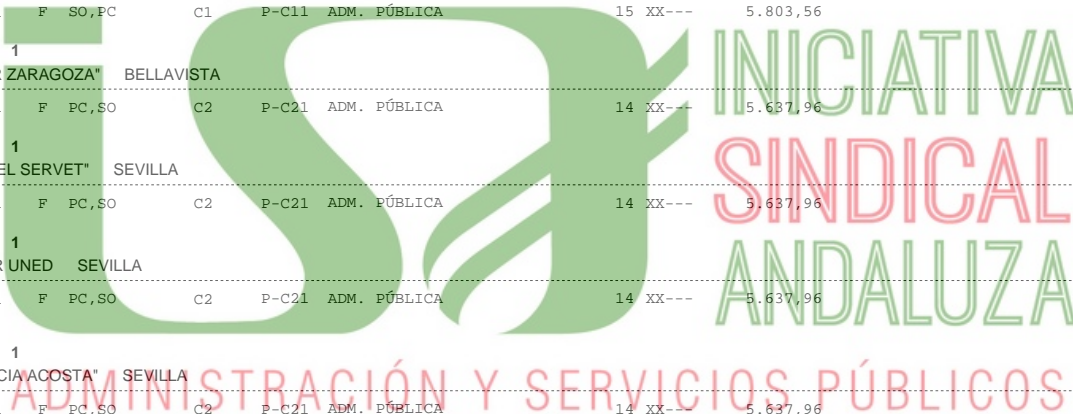 F SO,PC C1 P-C11 ADM. PÚBLICA 15 XX--- 5.803,56
1
ZARAGOZA" BELLAVISTA
F PC,SO C2 P-C21 ADM. PÚBLICA 14 XX--- 5.637,96
1
EL SERVET" SEVILLA
F PC,SO C2 P-C21 ADM. PÚBLICA 14 XX--- 5.637,96
1
R UNED SEVILLA
F PC,SO C2 P-C21 ADM. PÚBLICA 14 XX--- 5.637,96
1
CIA ACOSTA" SEVILLA
F PC,SO C2 P-C21 ADM. PÚBLICA 14 XX--- 5.637,96
isa
INICIATIVA
SINDICAL
ANDALUZA
ADMINISTRACIÓN Y SERVICIOS PÚBLICOS